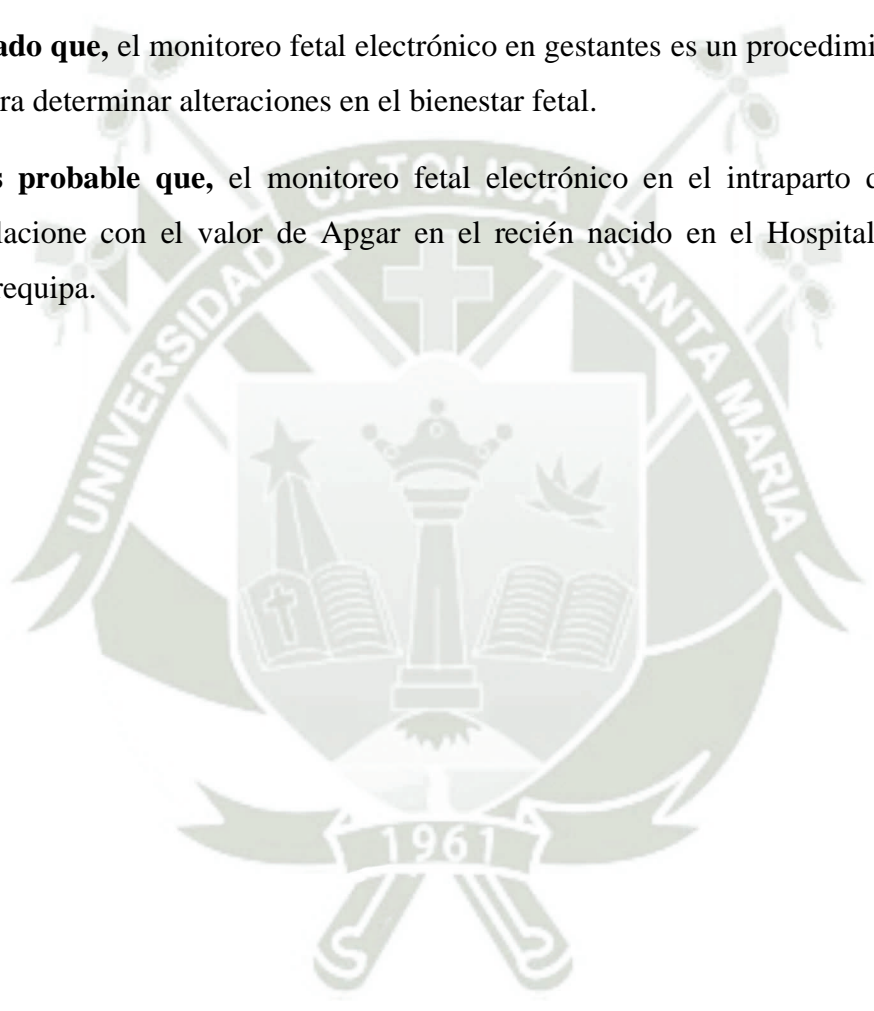 ado que, el monitoreo fetal electrónico en gestantes es un procedimi
ra determinar alteraciones en el bienestar fetal.
s probable que, el monitoreo fetal electrónico en el intraparto
lacione con el valor de Apgar en el recién nacido en el Hospital
requipa.
UNIVERSIDAD CATOLICA SANTA MARIA
1961